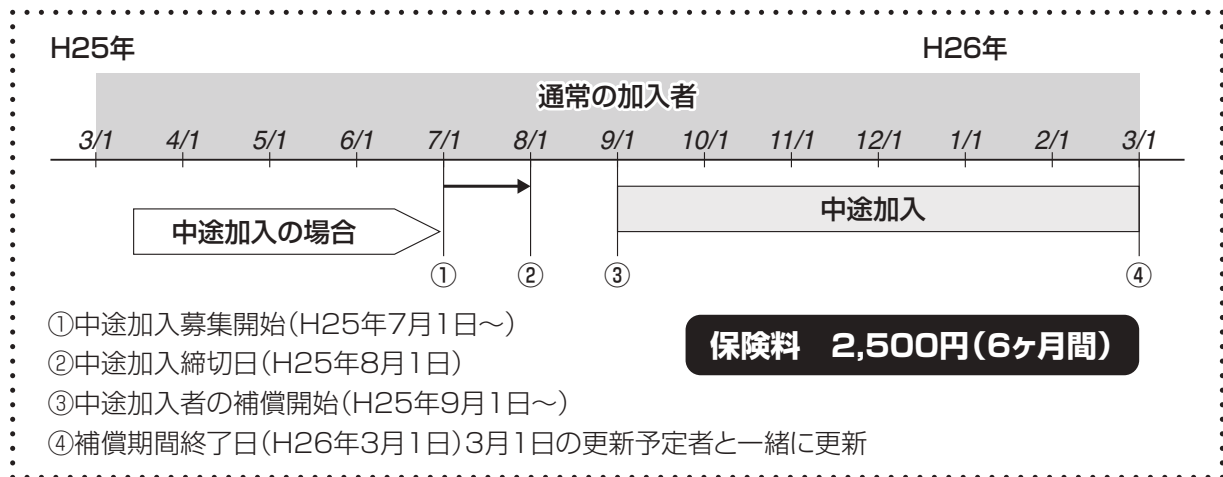 H25年 H26年
通常の加入者
3/1 4/1 5/1 6/1 7/1 8/1 9/1 10/1 11/1 12/1 1/1 2/1 3/1
中途加入の場合 中途加入
① ② ③ ④
①中途加入募集開始(H25年7月1日～)
②中途加入締切日(H25年8月1日)
保険料 2,500円(6ヶ月間)
③中途加入者の補償開始(H25年9月1日～)
④補償期間終了日(H26年3月1日)3月1日の更新予定者と一緒に更新